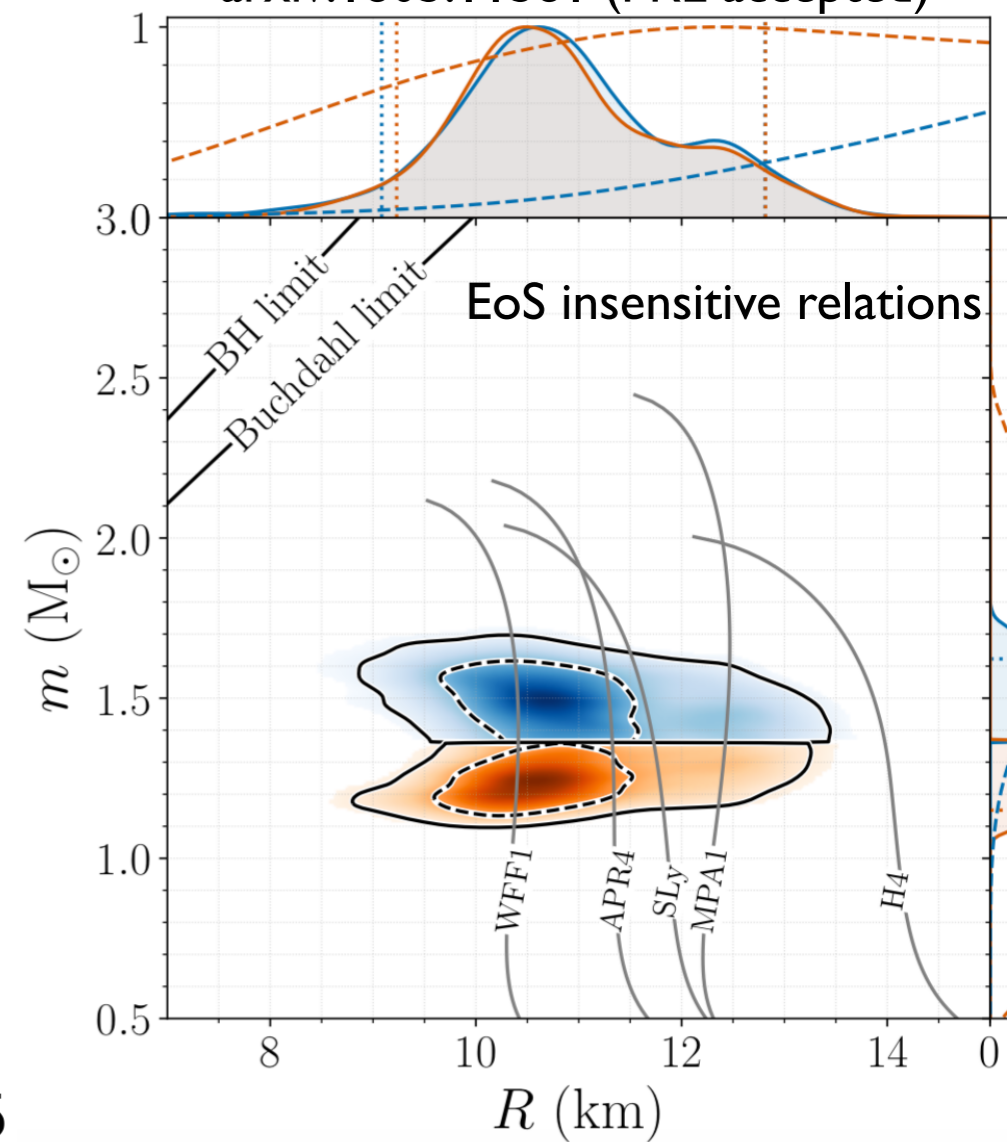 1
3.0
BH limit
Buchdahl limit
EoS insensitive relations
2.5
2.0
m (M⊙)
1.5
1.0
WFF1
APR4
SLy
MPA1
H4
0.5
8 10 12 14 0
R (km)